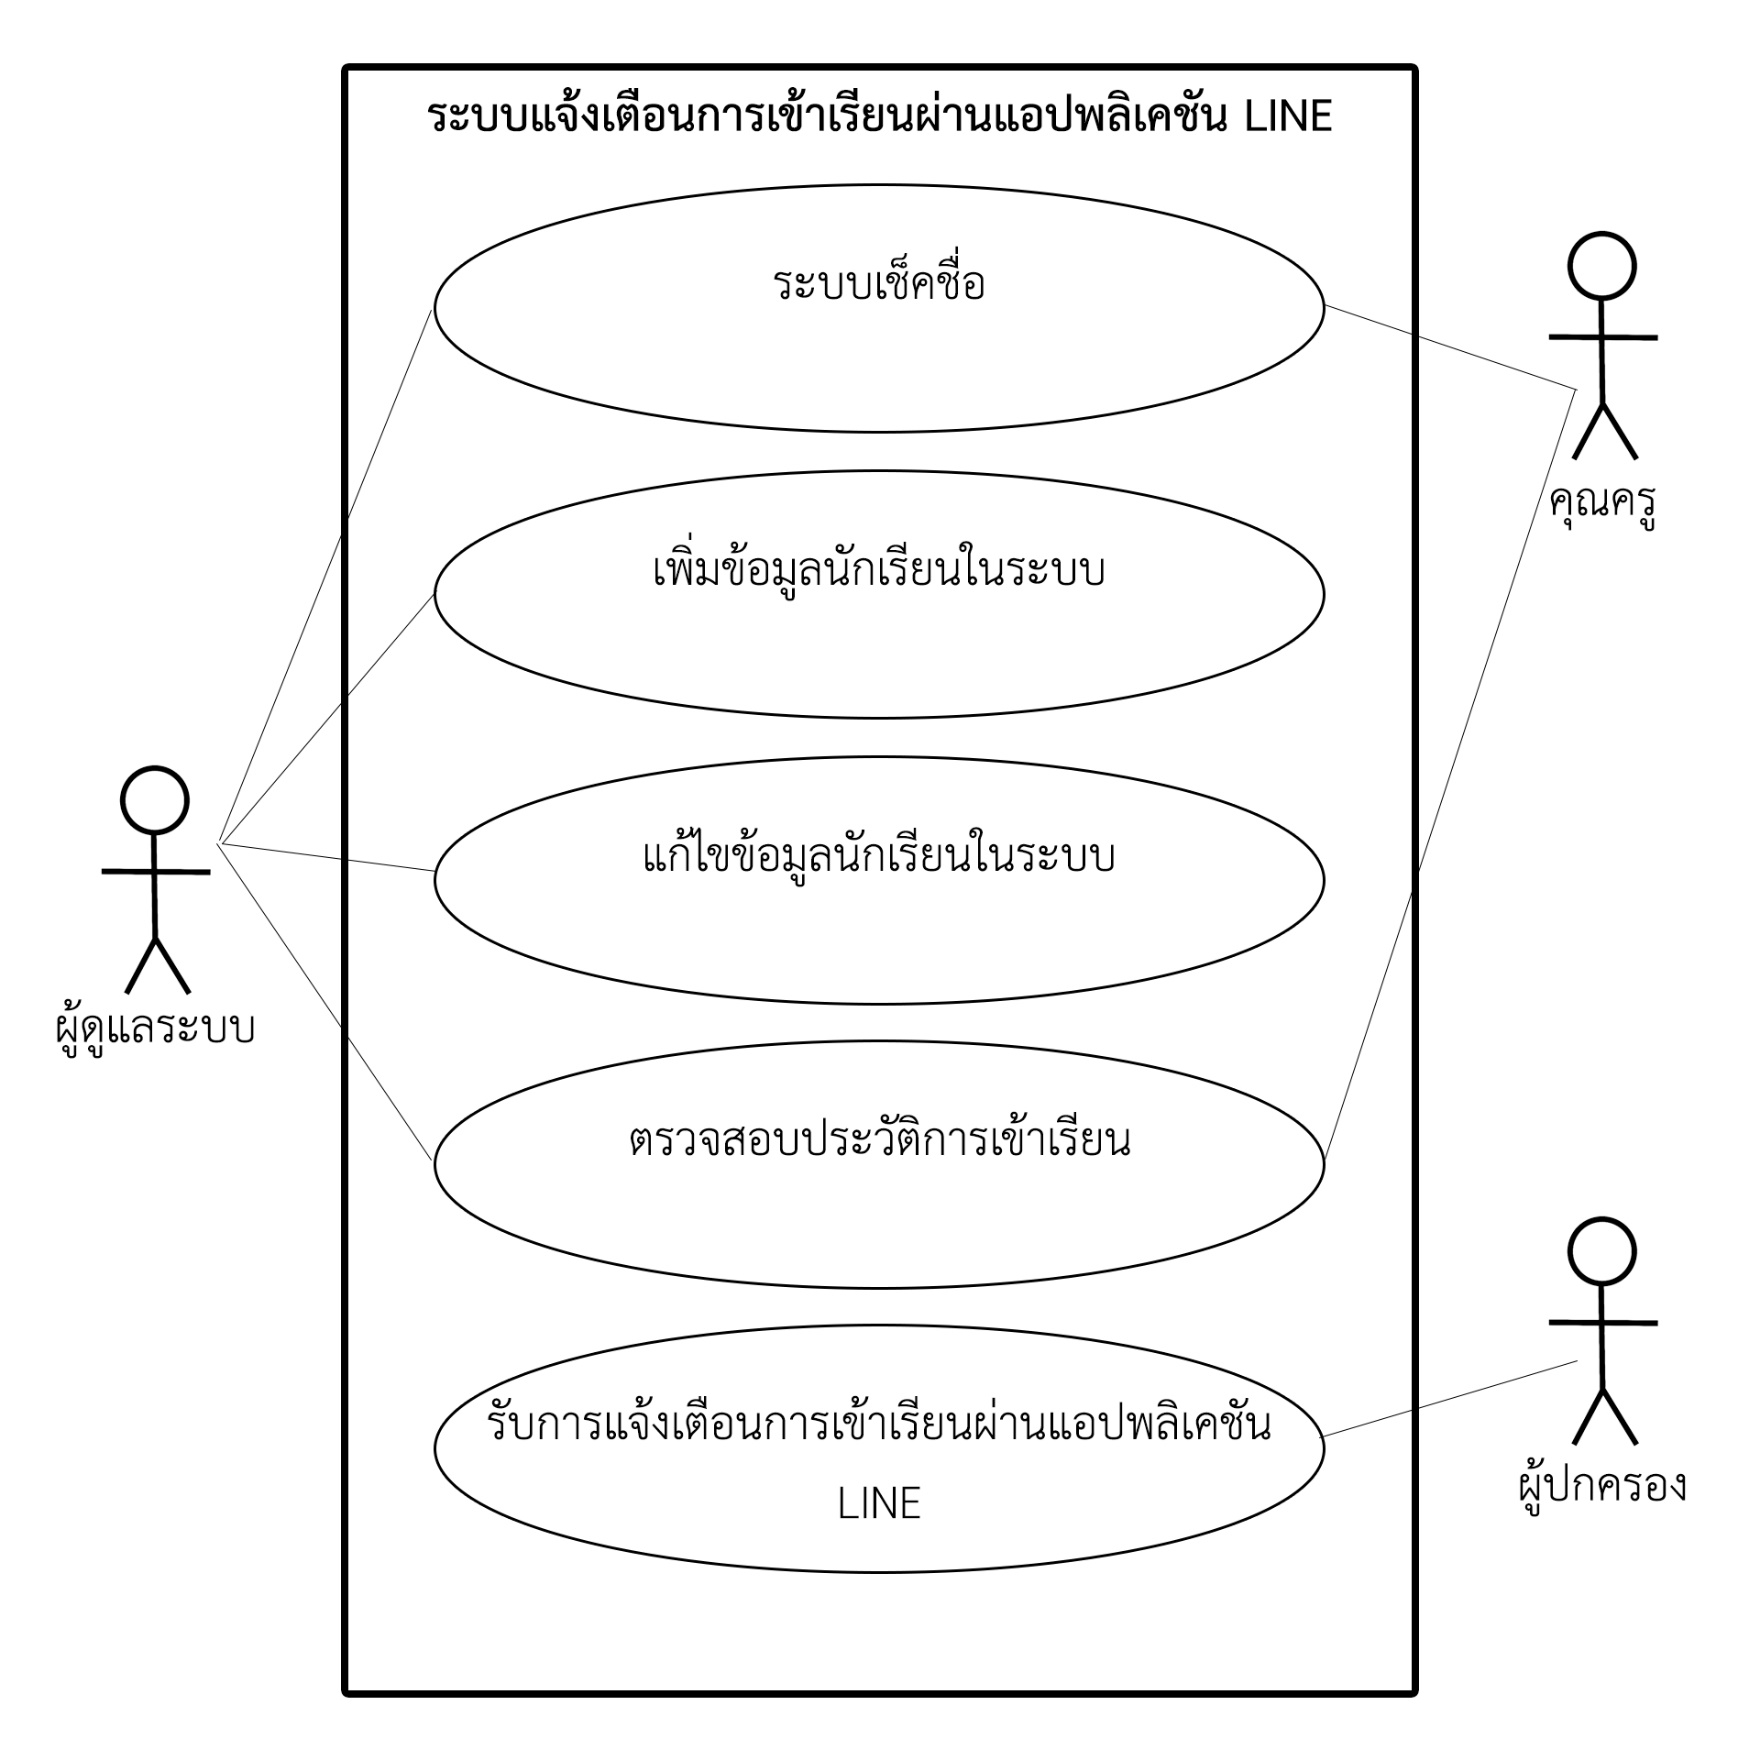 ระบบแจ้งเตือนการเข้าเรียนผ่านแอปพลิเคชัน LINE
ระบบเช็คชื่อ
คุณครู
เพิ่มข้อมูลนักเรียนในระบบ
แก้ไขข้อมูลนักเรียนในระบบ
ผู้ดูแลระบบ
ตรวจสอบประวัติการเข้าเรียน
รับการแจ้งเตือนการเข้าเรียนผ่านแอปพลิเคชัน
LINE
ผู้ปกครอง